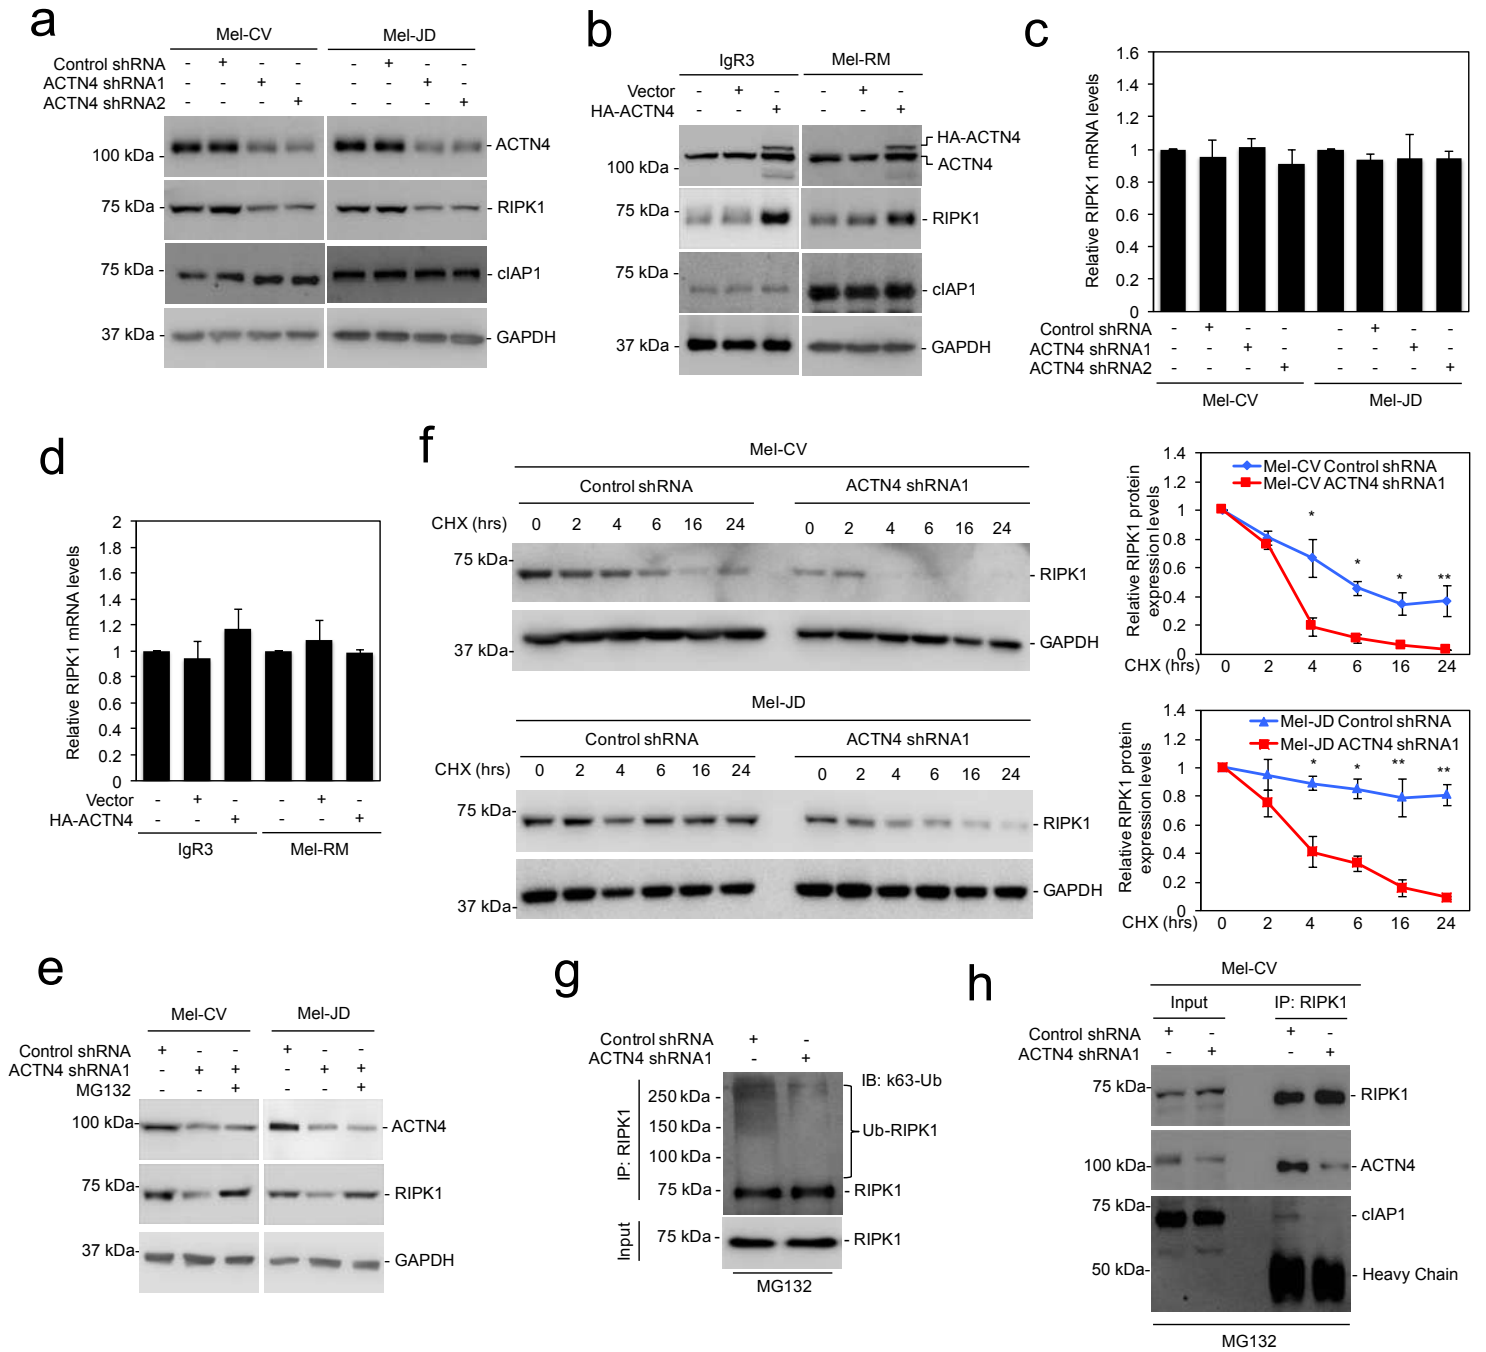 a
Mel-CV Mel-JD
Control shRNA - + - - - + - -
ACTN4 shRNA1 - - + - - - + -
ACTN4 shRNA2 - - - + - - - +
100 kDa - - ACTN4
75 kDa - - RIPK1
75 kDa - - cIAP1
37 kDa - - GAPDH
b
IgR3 Mel-RM
Vector - + - - + -
HA-ACTN4 - - + - - +
HA-ACTN4
100 kDa - ACTN4
75 kDa - - RIPK1
75 kDa - - cIAP1
37 kDa - - GAPDH
c
Relative RIPK1 mRNA levels
1.6
1.4
1.2
1
0.8
0.6
0.4
0.2
0
Control shRNA - + - - - + - -
ACTN4 shRNA1 - - + - - - + -
ACTN4 shRNA2 - - - + - - - +
Mel-CV Mel-JD
d
Relative RIPK1 mRNA levels
2
1.8
1.6
1.4
1.2
1
0.8
0.6
0.4
0.2
0
Vector - + - - + -
HA-ACTN4 - - + - - +
IgR3 Mel-RM
f
Mel-CV
Control shRNA ACTN4 shRNA1
CHX (hrs) 0 2 4 6 16 24 0 2 4 6 16 24
75 kDa- - RIPK1
37 kDa- - GAPDH
Mel-JD
Control shRNA ACTN4 shRNA1
CHX (hrs) 0 2 4 6 16 24 0 2 4 6 16 24
75 kDa- - RIPK1
37 kDa- - GAPDH
Relative RIPK1 protein
expression levels
1.4
1.2
1
0.8
0.6
0.4
0.2
0
Mel-CV Control shRNA
Mel-CV ACTN4 shRNA1
* * * **
CHX (hrs) 0 2 4 6 16 24
Relative RIPK1 protein
expression levels
1.4
1.2
1
0.8
0.6
0.4
0.2
0
Mel-JD Control shRNA
Mel-JD ACTN4 shRNA1
* * ** **
CHX (hrs) 0 2 4 6 16 24
e
Mel-CV Mel-JD
Control shRNA + - - + - -
ACTN4 shRNA1 - + + - + +
MG132 - - + - - +
100 kDa- - ACTN4
75 kDa- - RIPK1
37 kDa- - GAPDH
g
Control shRNA + -
ACTN4 shRNA1 - +
IP: RIPK1
IB: k63-Ub
250 kDa -
150 kDa - Ub-RIPK1
100 kDa -
75 kDa - - RIPK1
Input
75 kDa - - RIPK1
MG132
h
Mel-CV
Input IP: RIPK1
Control shRNA + - + -
ACTN4 shRNA1 - + - +
75 kDa- - RIPK1
100 kDa- - ACTN4
75 kDa- - cIAP1
50 kDa- - Heavy Chain
MG132